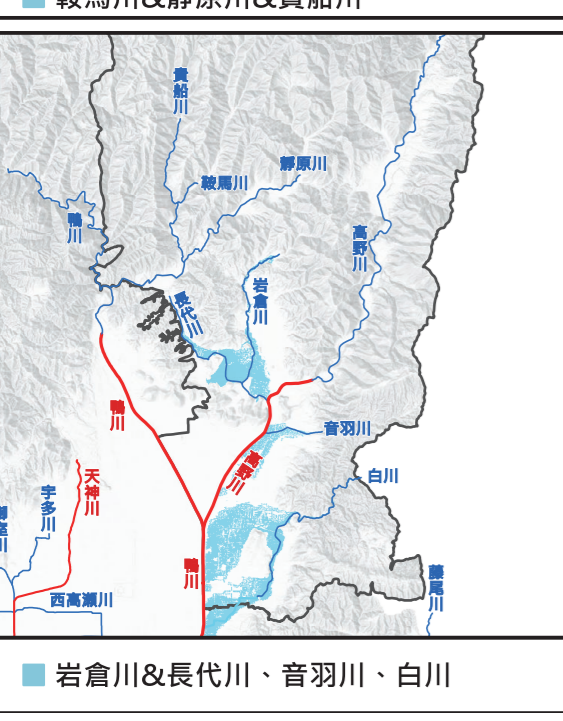 鞍馬川&静原川&貴船川
貴船川
静原川
鞍馬川
鴨川
高野川
岩倉川
長代川
鴨川
音羽川
高野川
白川
天神川
宇多川
鴨川
西高瀬川
藤尾川
岩倉川&長代川、音羽川、白川